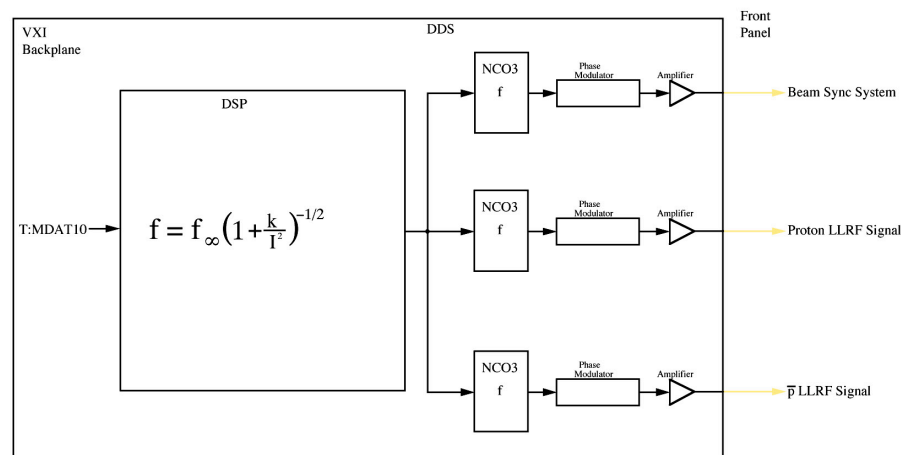 VXI
Backplane
DDS
Front
Panel
DSP
T:MDAT10
f = f∞(1+k/I²)^–1/2
NCO3
f
Phase
Modulator
Amplifier
Beam Sync System
NCO3
f
Phase
Modulator
Amplifier
Proton LLRF Signal
NCO3
f
Phase
Modulator
Amplifier
p̅ LLRF Signal